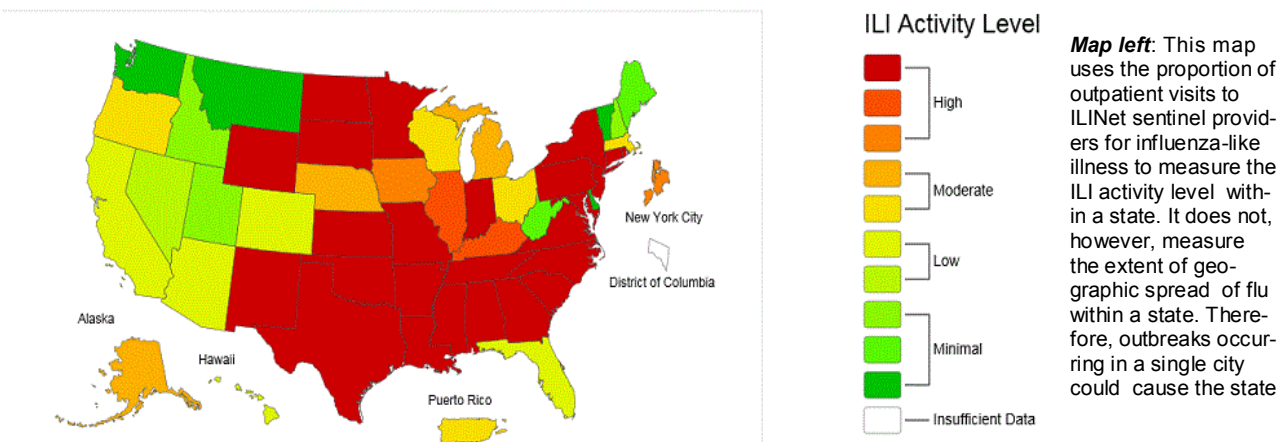 ILI Activity Level
High
Moderate
Low
Minimal
Insufficient Data
New York City
District of Columbia
Alaska
Hawaii
Puerto Rico
Map left: This map
uses the proportion of
outpatient visits to
ILINet sentinel provid-
ers for influenza-like
illness to measure the
ILI activity level with-
in a state. It does not,
however, measure
the extent of geo-
graphic spread of flu
within a state. There-
fore, outbreaks occur-
ring in a single city
could cause the state